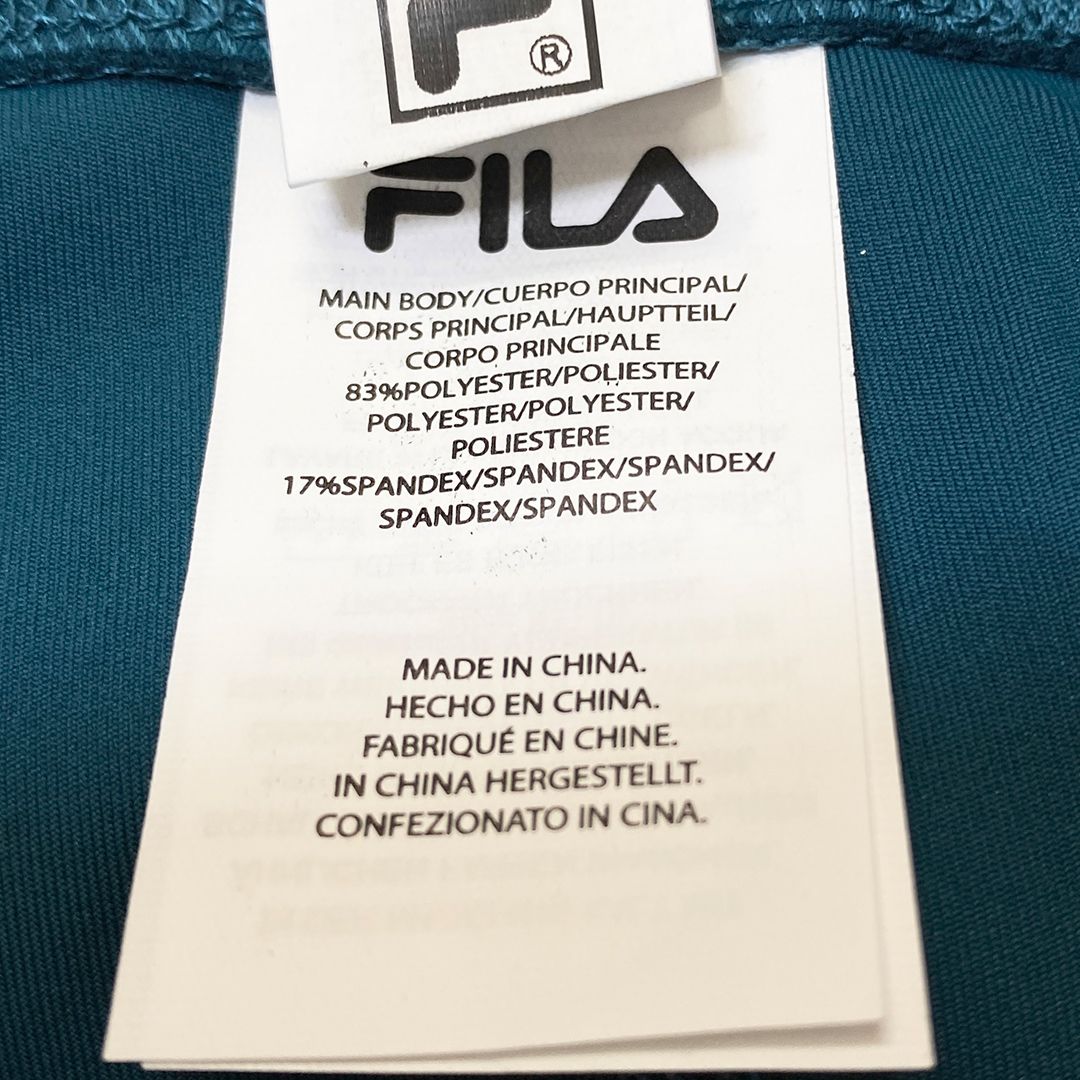 F®
FILA
MAIN BODY/CUERPO PRINCIPAL/
CORPS PRINCIPAL/HAUPTTEIL/
CORPO PRINCIPALE
83%POLYESTER/POLIESTER/
POLYESTER/POLYESTER/
POLIESTERE
17%SPANDEX/SPANDEX/SPANDEX/
SPANDEX/SPANDEX
MADE IN CHINA.
HECHO EN CHINA.
FABRIQUÉ EN CHINE.
IN CHINA HERGESTELLT.
CONFEZIONATO IN CINA.